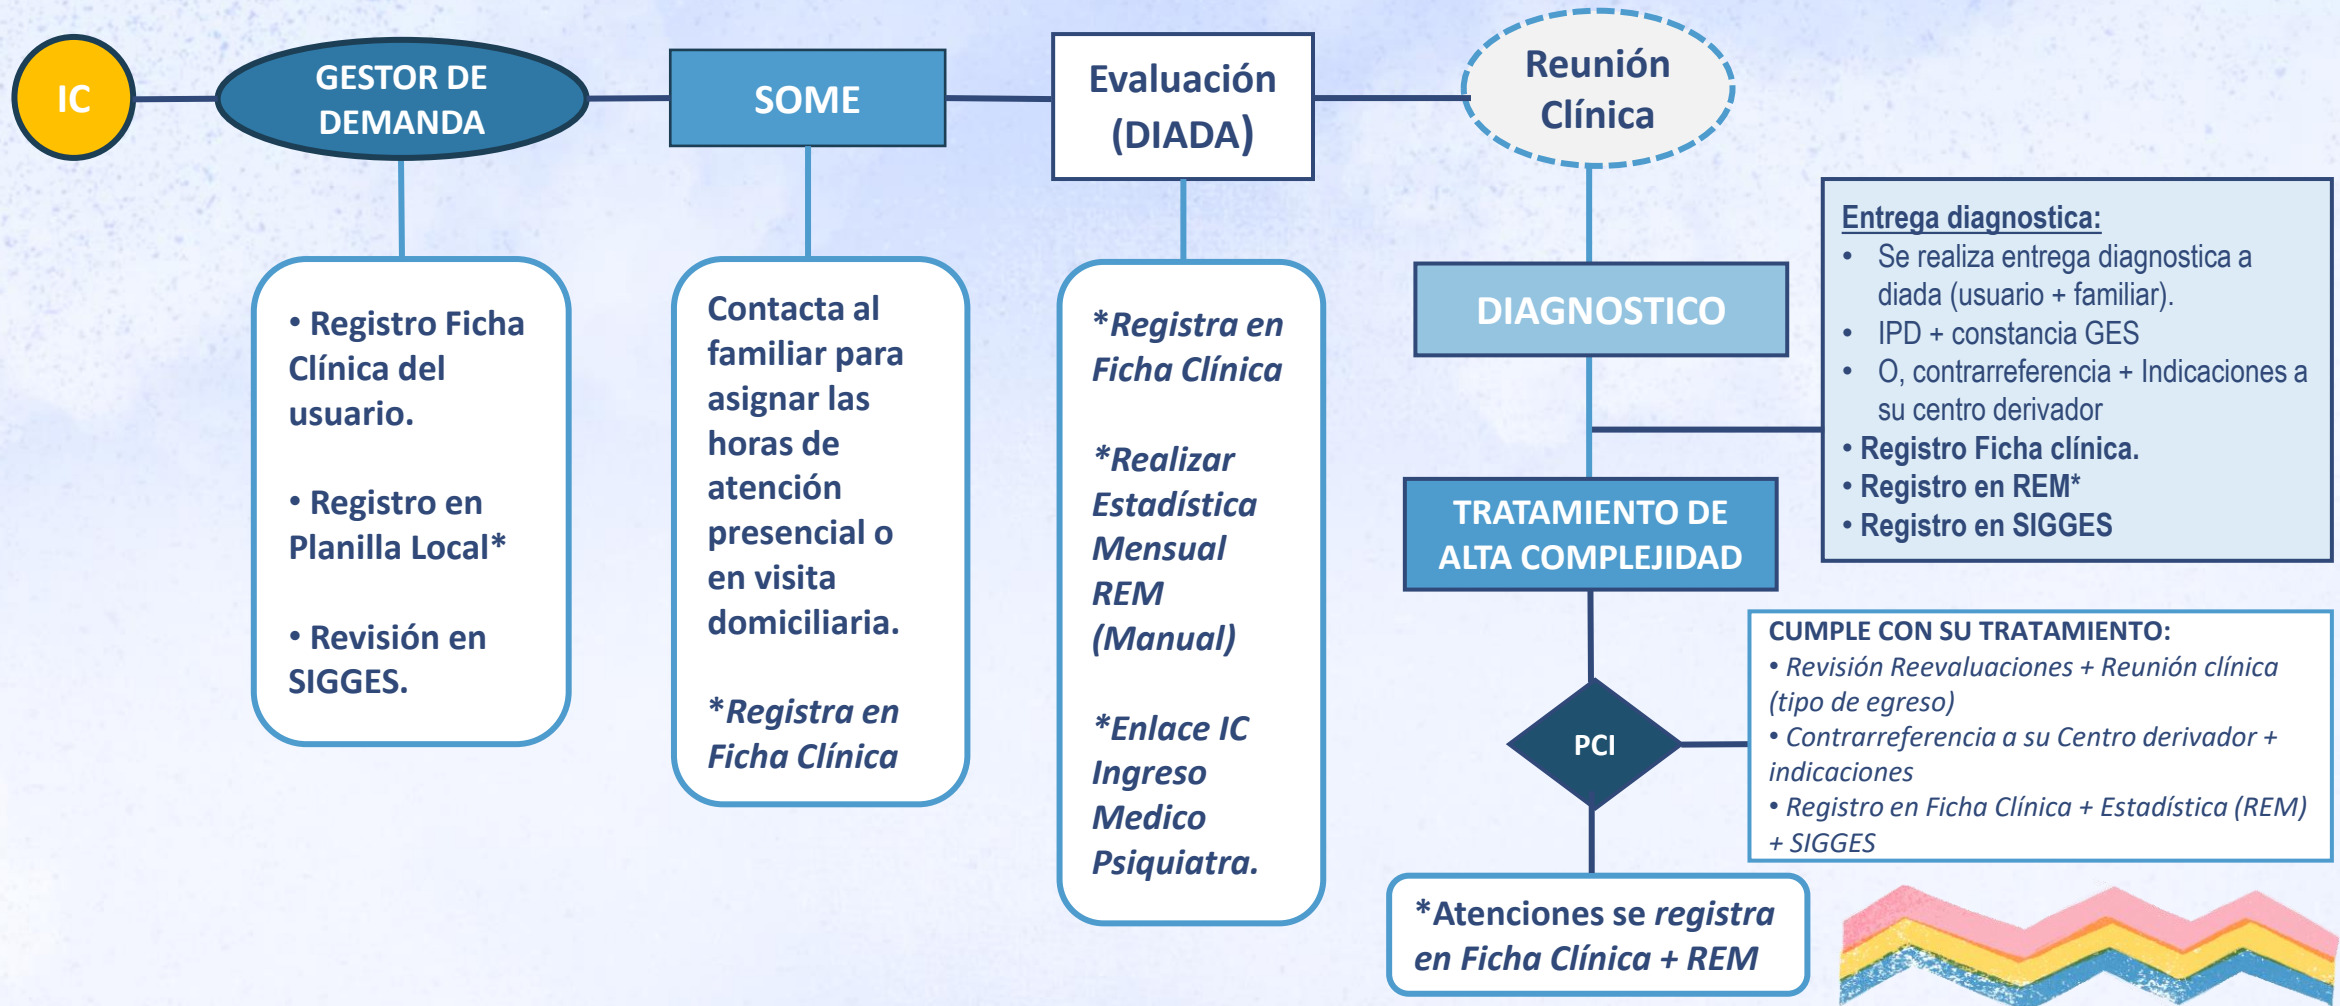 IC
GESTOR DE
DEMANDA
SOME
Evaluación
(DIADA)
Reunión
Clínica
• Registro Ficha
Clínica del
usuario.
• Registro en
Planilla Local*
• Revisión en
SIGGES.
Contacta al
familiar para
asignar las
horas de
atención
presencial o
en visita
domiciliaria.
*Registra en
Ficha Clínica
*Registra en
Ficha Clínica
*Realizar
Estadística
Mensual
REM
(Manual)
*Enlace IC
Ingreso
Medico
Psiquiatra.
DIAGNOSTICO
Entrega diagnostica:
• Se realiza entrega diagnostica a
diada (usuario + familiar).
• IPD + constancia GES
• O, contrarreferencia + Indicaciones a
su centro derivador
• Registro Ficha clínica.
• Registro en REM*
• Registro en SIGGES
TRATAMIENTO DE
ALTA COMPLEJIDAD
PCI
CUMPLE CON SU TRATAMIENTO:
• Revisión Reevaluaciones + Reunión clínica
(tipo de egreso)
• Contrarreferencia a su Centro derivador +
indicaciones
• Registro en Ficha Clínica + Estadística (REM)
+ SIGGES
*Atenciones se registra
en Ficha Clínica + REM